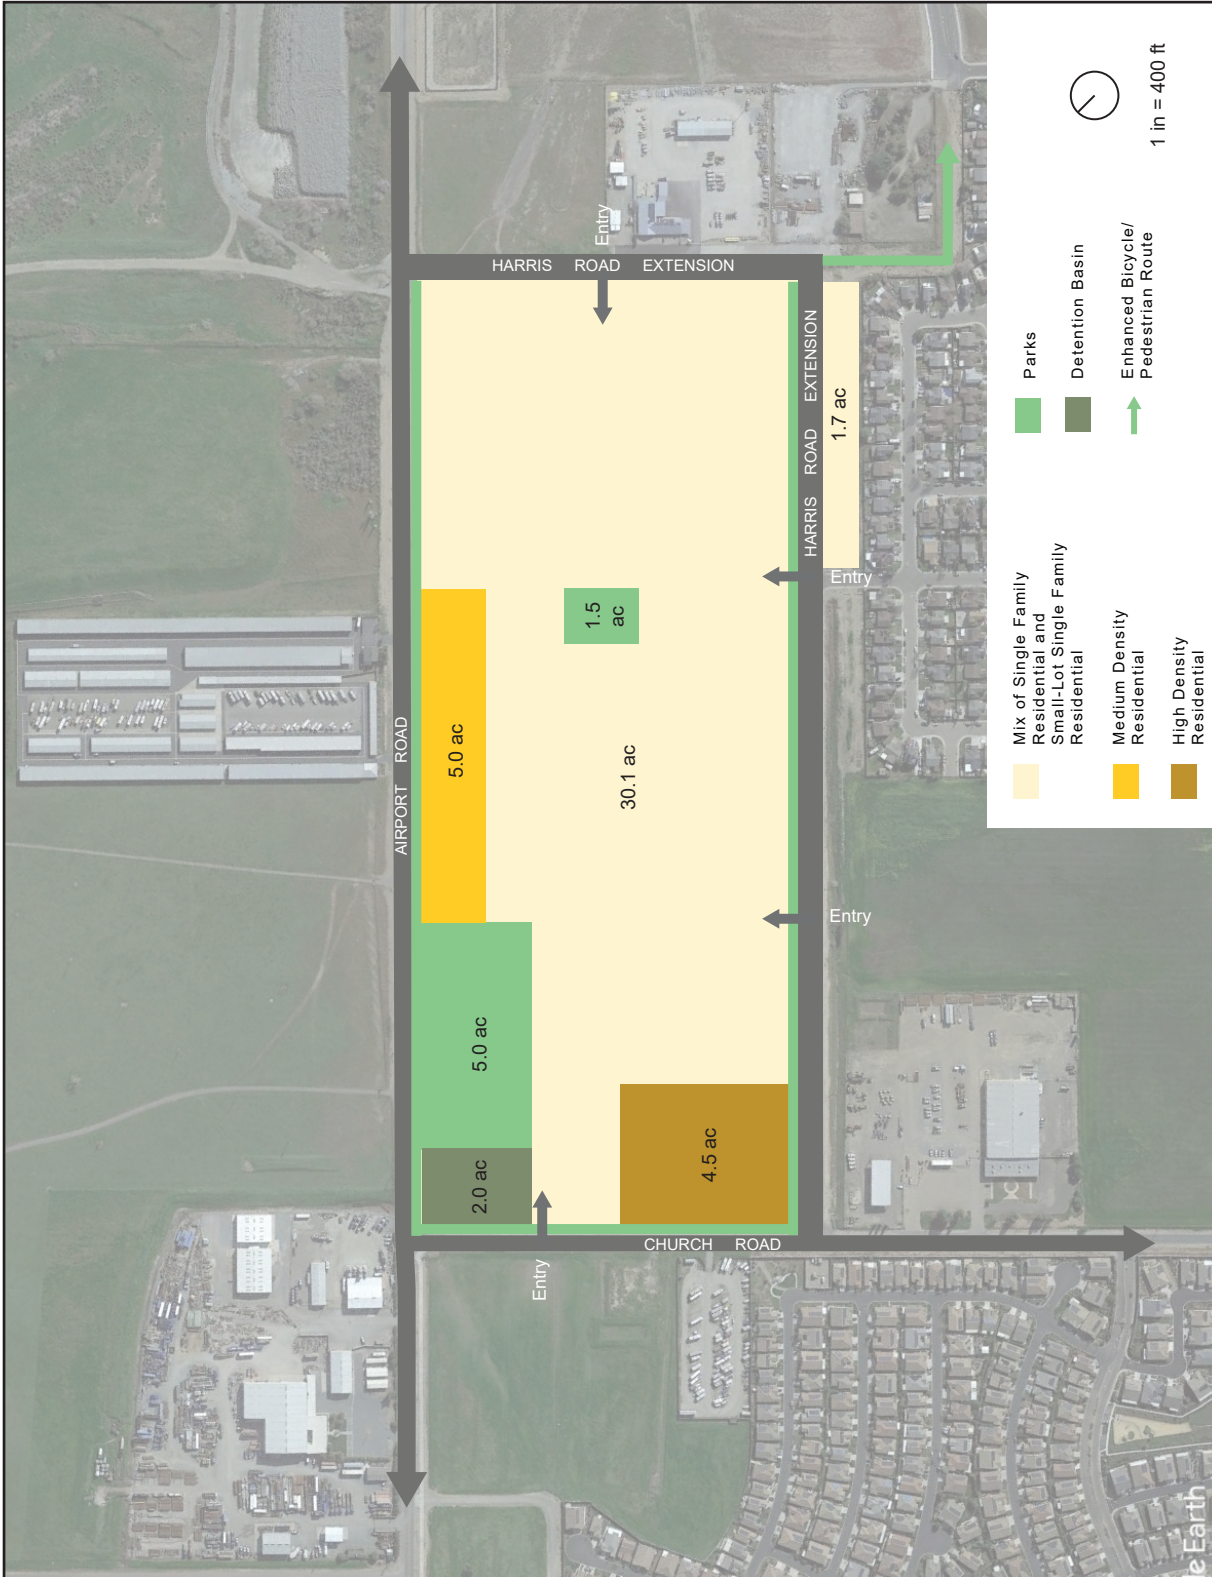 AIRPORT ROAD
HARRIS ROAD EXTENSION
HARRIS ROAD EXTENSION
CHURCH ROAD
Entry
Entry
Entry
Entry
5.0 ac
1.5
ac
30.1 ac
1.7 ac
5.0 ac
2.0 ac
4.5 ac
Mix of Single Family
Residential and
Small-Lot Single Family
Residential
Medium Density
Residential
High Density
Residential
Parks
Detention Basin
Enhanced Bicycle/
Pedestrian Route
1 in = 400 ft
le Earth